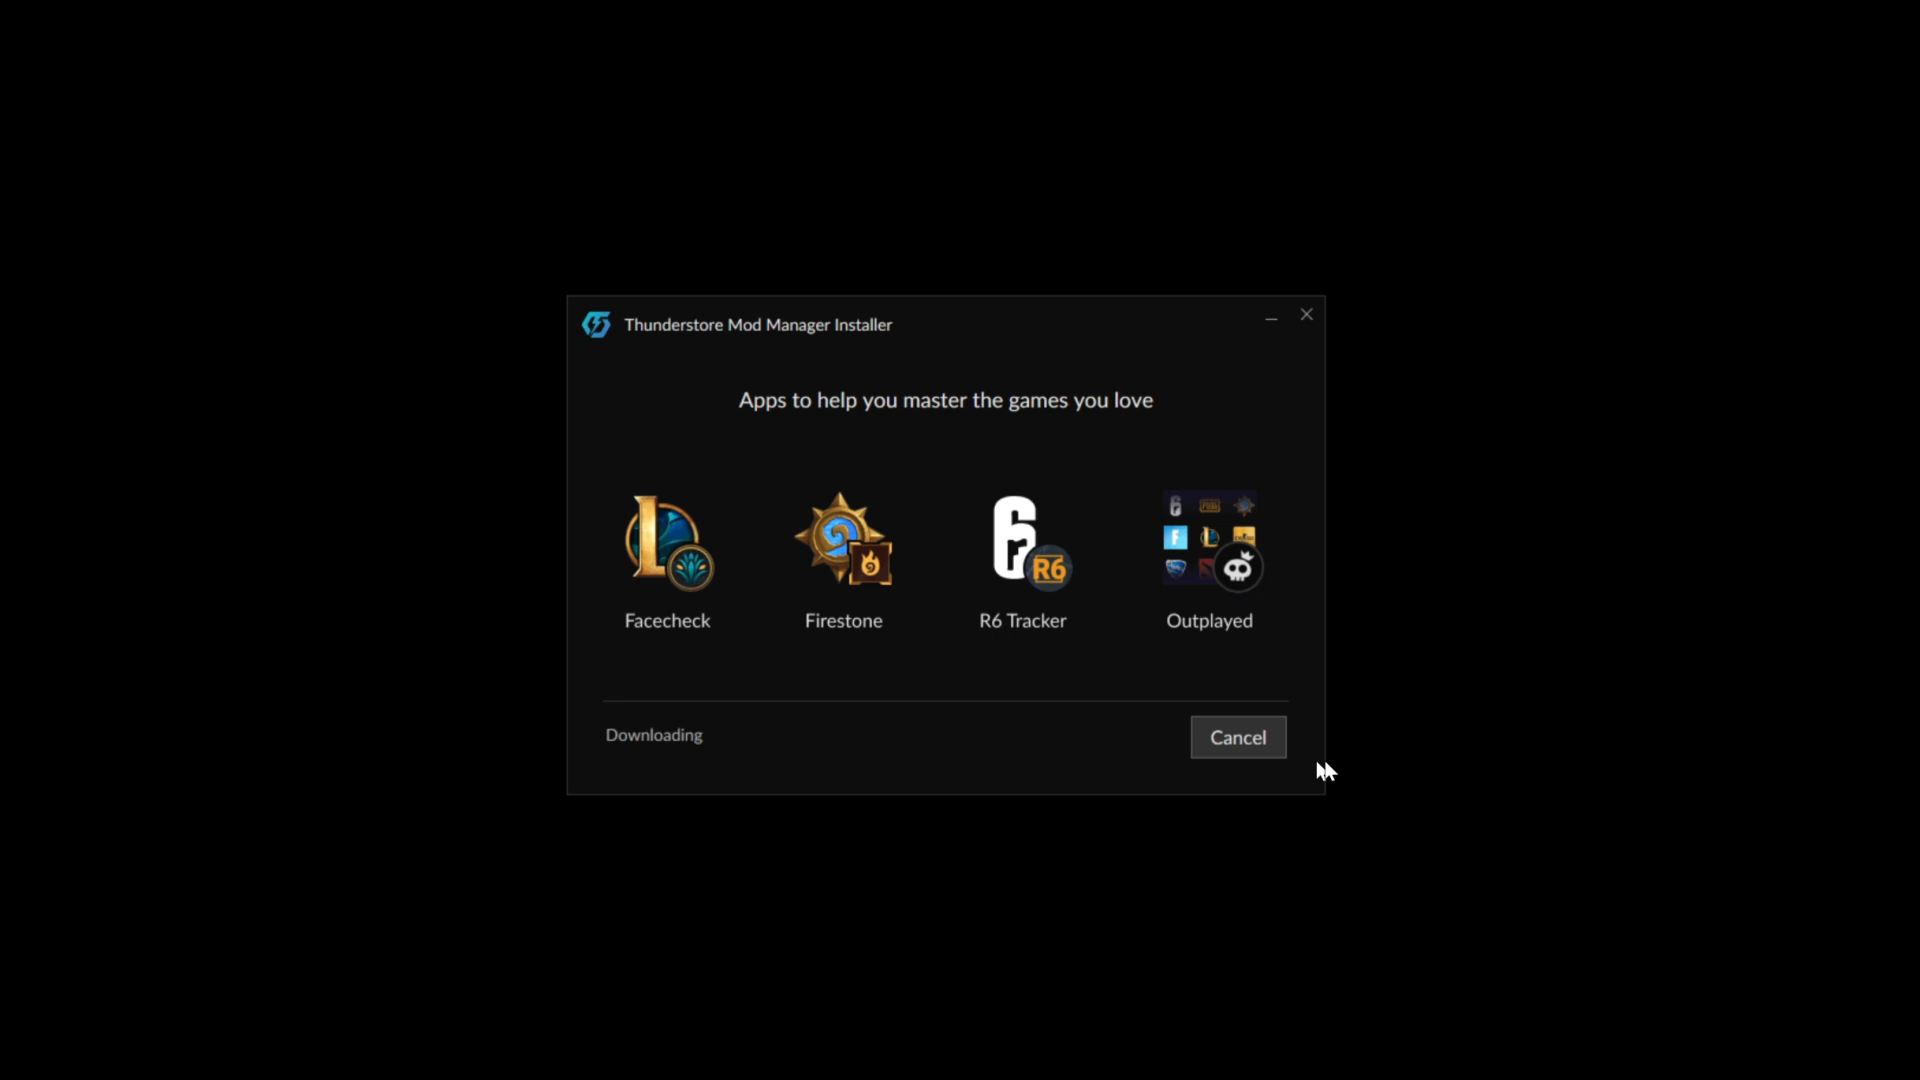 Thunderstore Mod Manager Installer
Apps to help you master the games you love
R6
Facecheck
Firestone
R6 Tracker
Outplayed
Downloading
Cancel